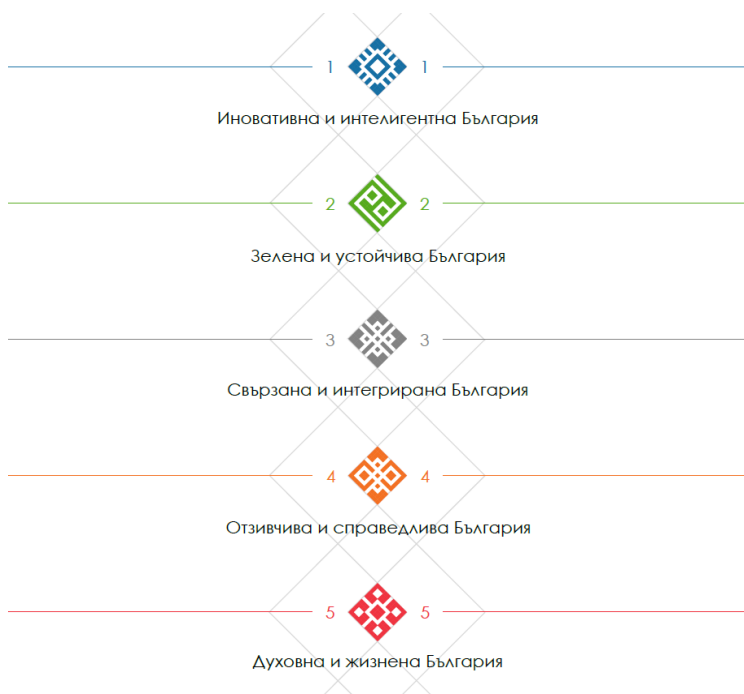 1 1
Иновативна и интелигентна България
2 2
Зелена и устойчива България
3 3
Свързана и интегрирана България
4 4
Отзивчива и справедлива България
5 5
Духовна и жизнена България